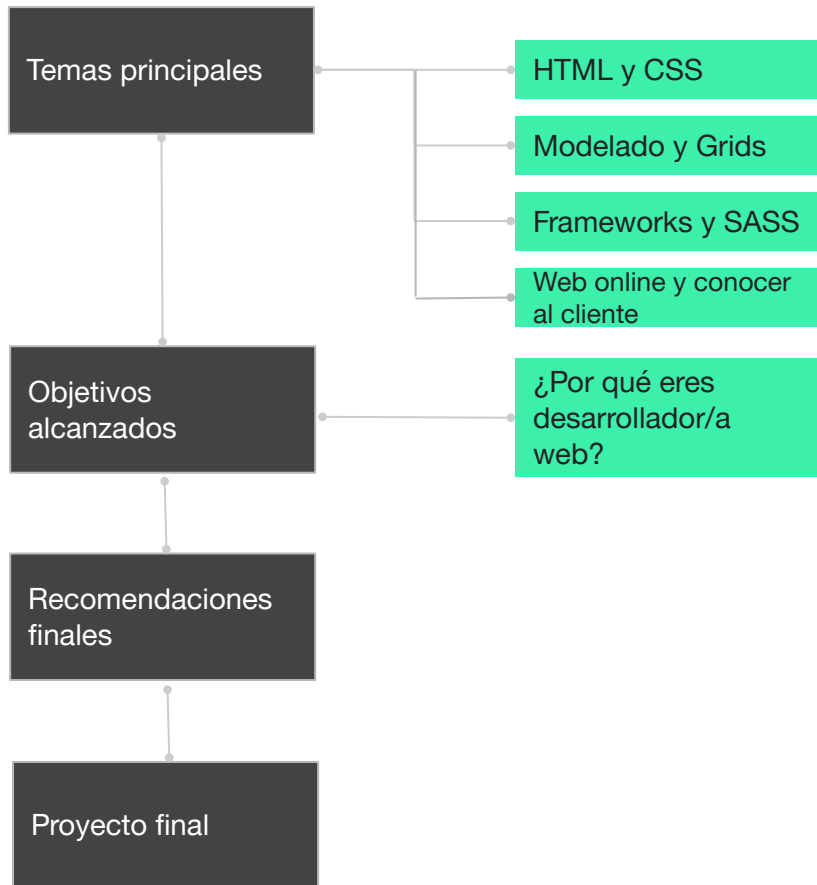 Temas principales
HTML y CSS
Modelado y Grids
Frameworks y SASS
Web online y conocer
al cliente
Objetivos
alcanzados
¿Por qué eres
desarrollador/a
web?
Recomendaciones
finales
Proyecto final